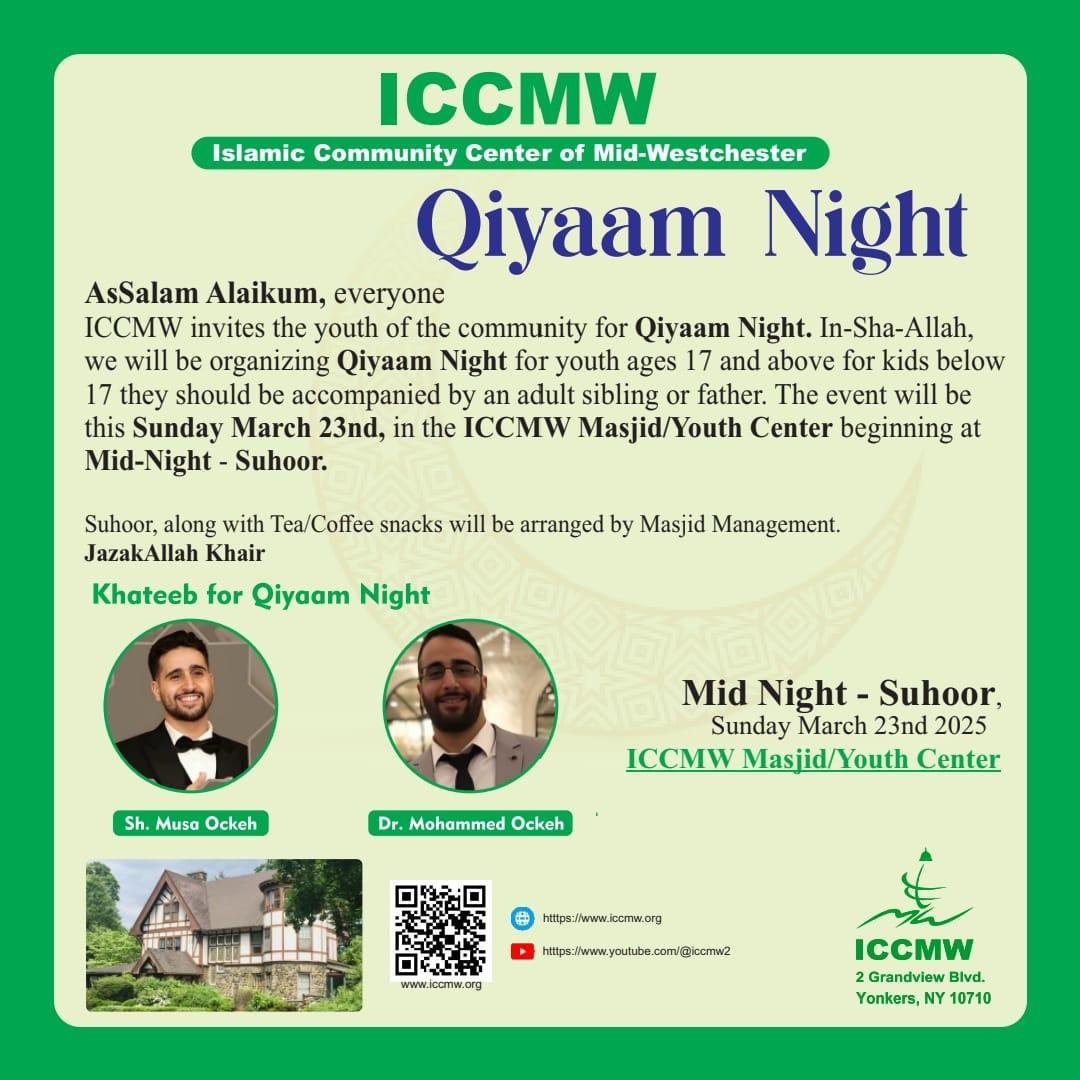 ICCMW
Islamic Community Center of Mid-Westchester
Qiyaam Night
AsSalam Alaikum, everyone
ICCMW invites the youth of the community for Qiyaam Night. In-Sha-Allah,
we will be organizing Qiyaam Night for youth ages 17 and above for kids below
17 they should be accompanied by an adult sibling or father. The event will be
this Sunday March 23nd, in the ICCMW Masjid/Youth Center beginning at
Mid-Night - Suhoor.
Suhoor, along with Tea/Coffee snacks will be arranged by Masjid Management.
JazakAllah Khair
Khateeb for Qiyaam Night
Sh. Musa Ockeh
Dr. Mohammed Ockeh
Mid Night - Suhoor,
Sunday March 23nd 2025
ICCMW Masjid/Youth Center
www.iccmw.org
htttps://www.iccmw.org
htttps://www.youtube.com/@iccmw2
ICCMW
2 Grandview Blvd.
Yonkers, NY 10710